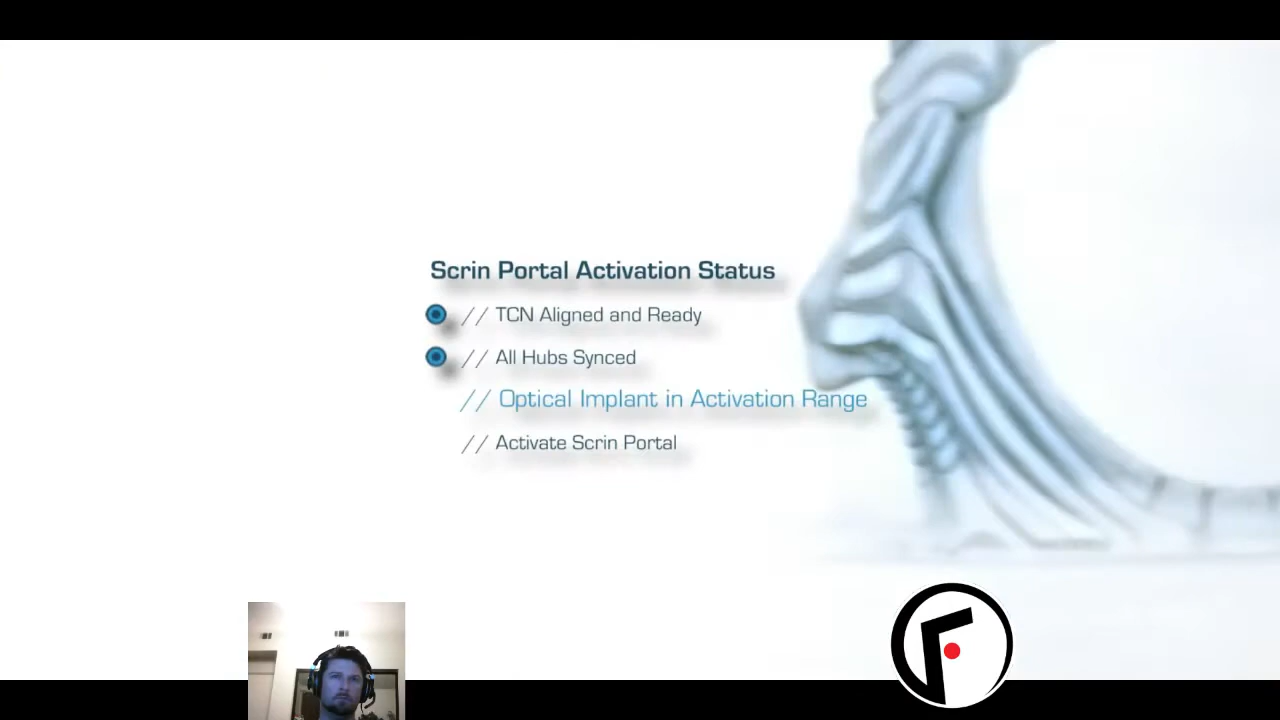 Scrin Portal Activation Status
// TCN Aligned and Ready
// All Hubs Synced
// Optical Implant in Activation Range
// Activate Scrin Portal